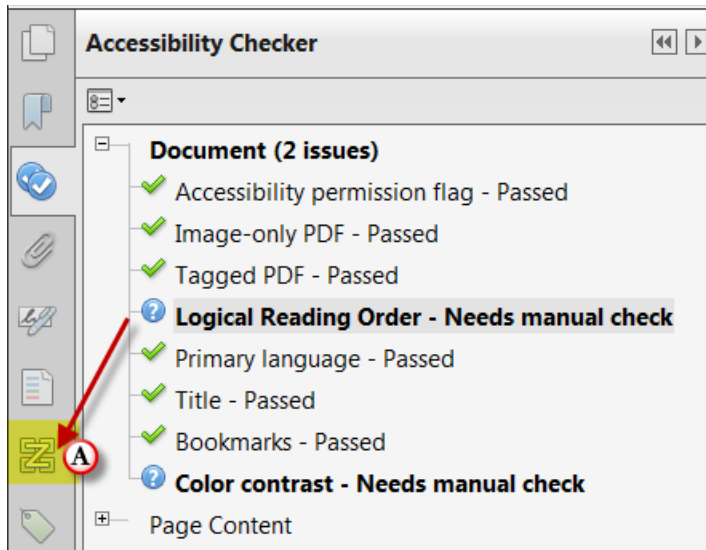 Accessibility Checker
Document (2 issues)
Accessibility permission flag - Passed
Image-only PDF - Passed
Tagged PDF - Passed
Logical Reading Order - Needs manual check
Primary language - Passed
Title - Passed
Bookmarks - Passed
A
Color contrast - Needs manual check
Page Content